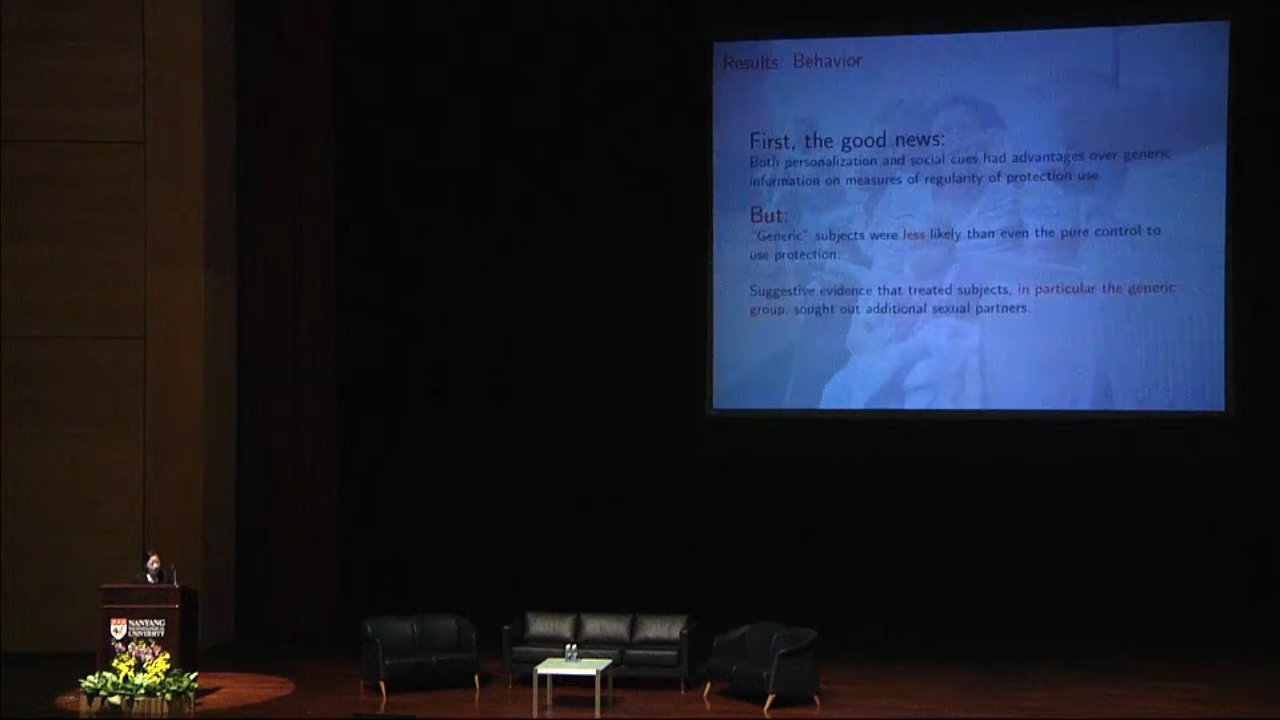 Results: Behavior
First, the good news:
Both personalization and social cues had advantages over generic
information on measures of regularity of protection use.
But:
"Generic" subjects were less likely than even the pure control to
use protection.
Suggestive evidence that treated subjects, in particular the generic
group, sought out additional sexual partners.
NANYANG
TECHNOLOGICAL
UNIVERSITY